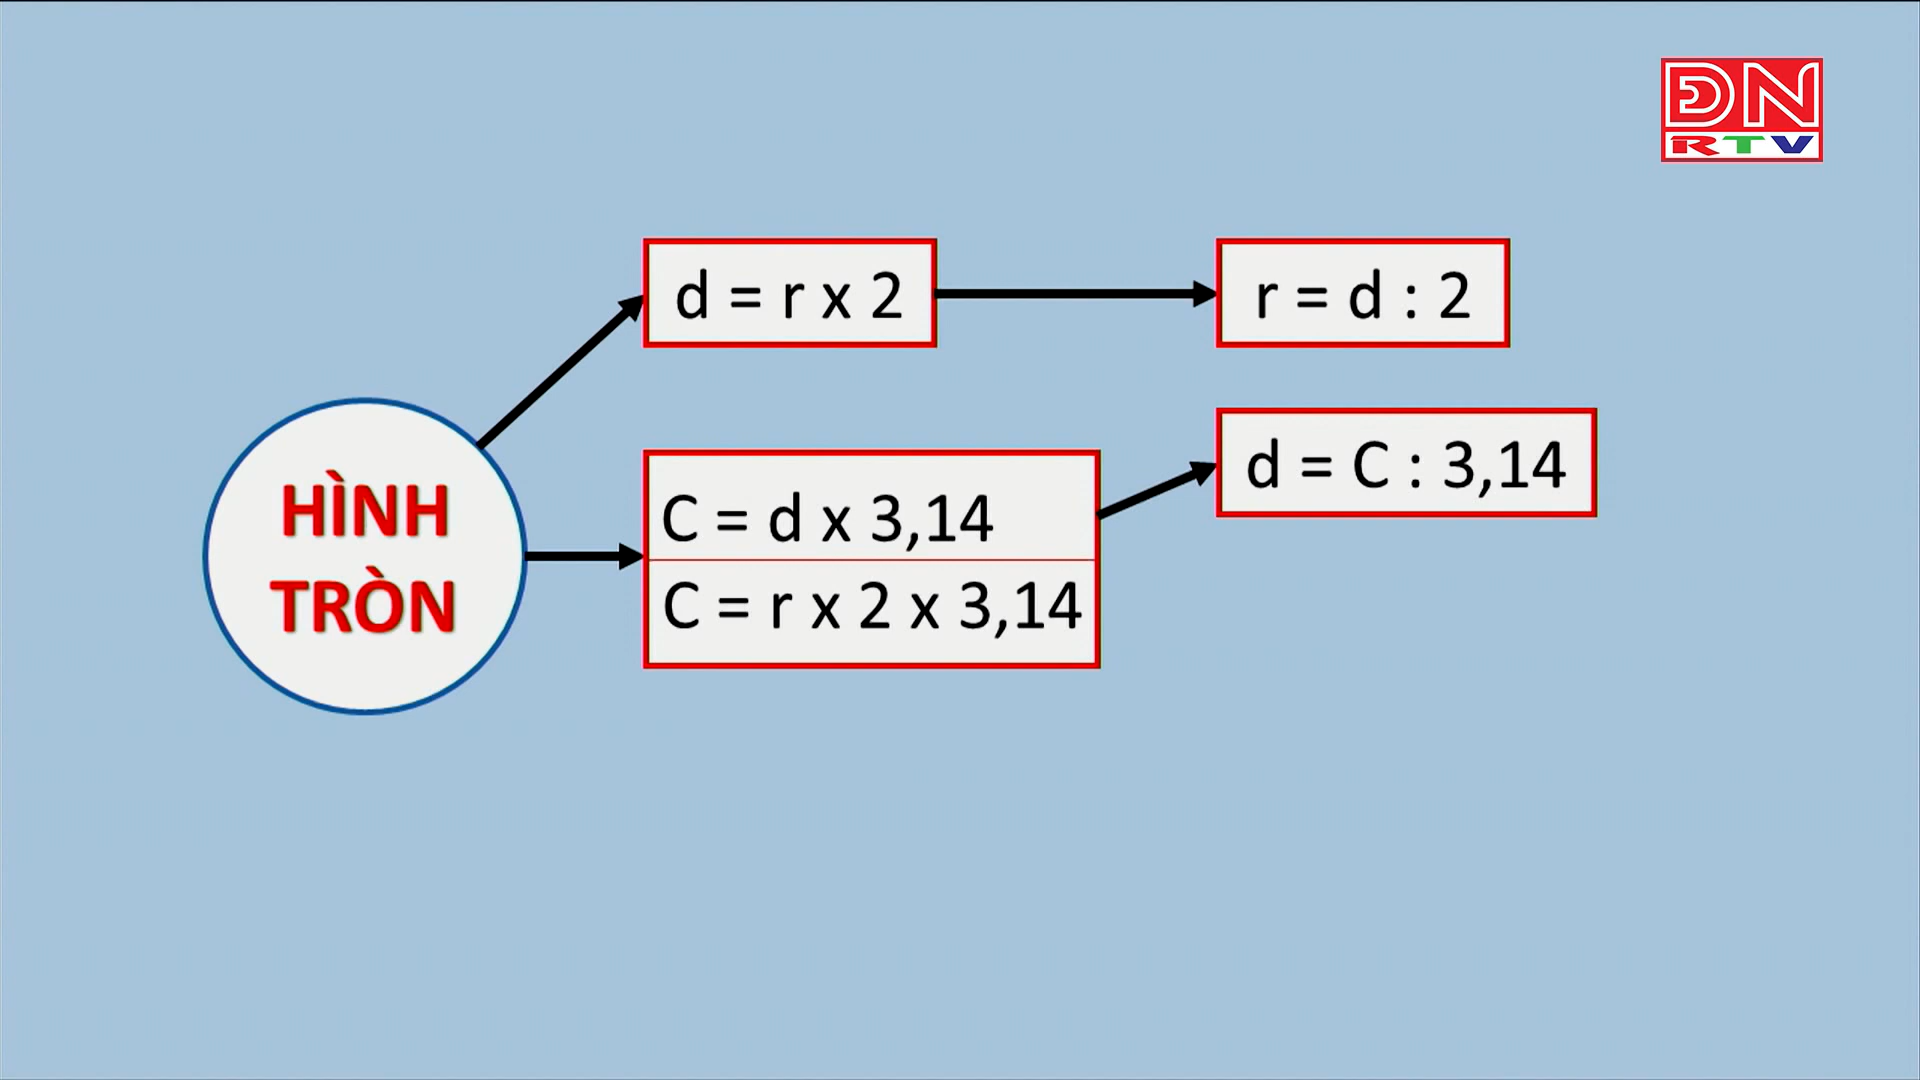 ĐN
RTV
d = r x 2
r = d : 2
HÌNH
TRÒN
C = d x 3,14
C = r x 2 x 3,14
d = C : 3,14